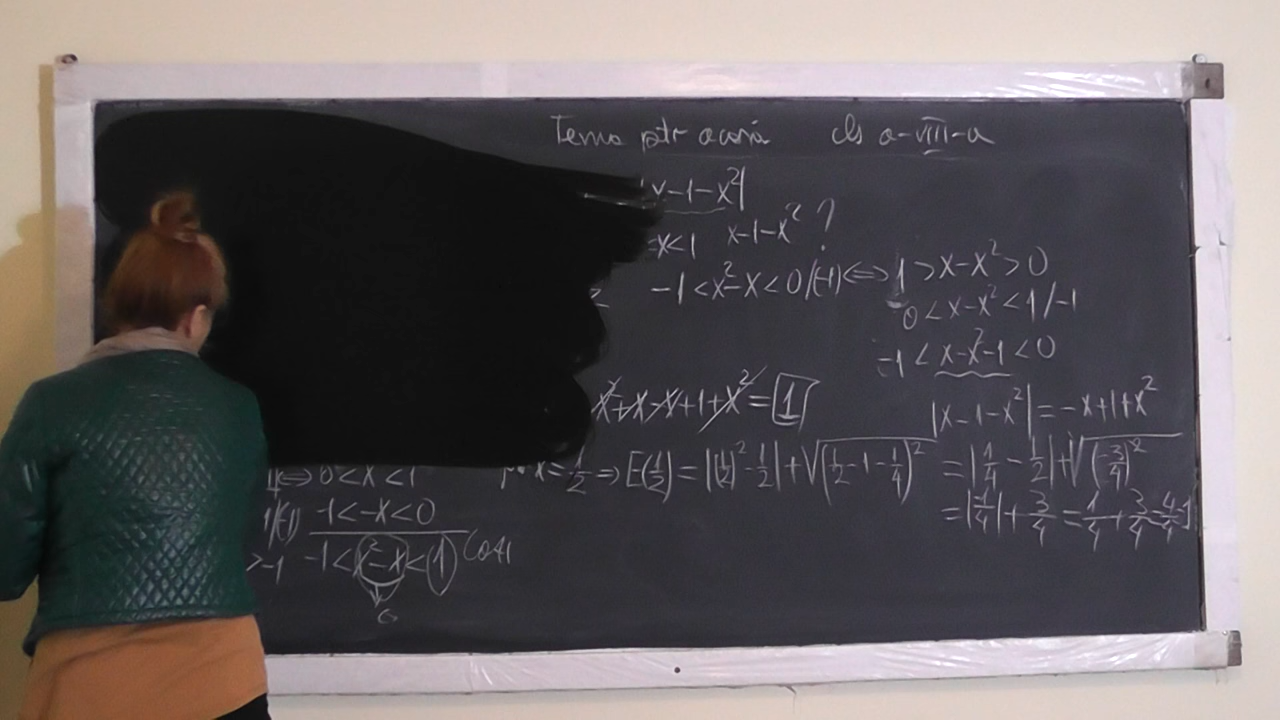 Tema ptr acasă cls a-VIII-a
x-1-x²|
x<1 x-1-x² ?
-1<x²-x<0/(-1)⟺1>x-x²>0
0<x-x²<1/-1
-1<x-x²-1<0
x²+x-x+1+x²=1
|x-1-x²|=-x+1+x²
x=1/2⇒E(1/2)=|(1/2)²-1/2|+√(1/2-1-1/4)² =|1/4-1/2|+√(-3/4)²
=|-1/4|+3/4=1/4+3/4=4/4=1
⟺0<x<1
/(-1) -1<-x<0
>-1 -1<x²-x<1